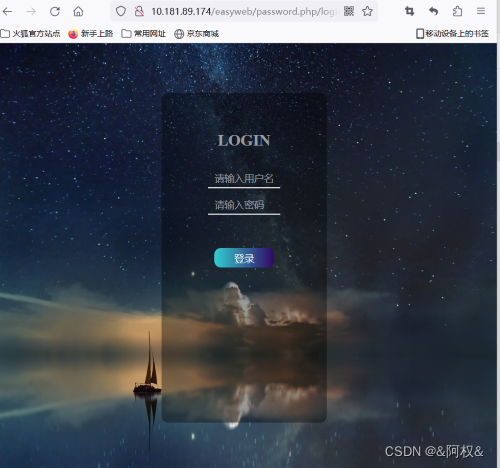 10.181.89.174/easyweb/password.php/log
火狐官方站点 新手上路 常用网址 京东商城 移动设备上的书签
LOGIN
请输入用户名
请输入密码
登录
CSDN @&阿权&